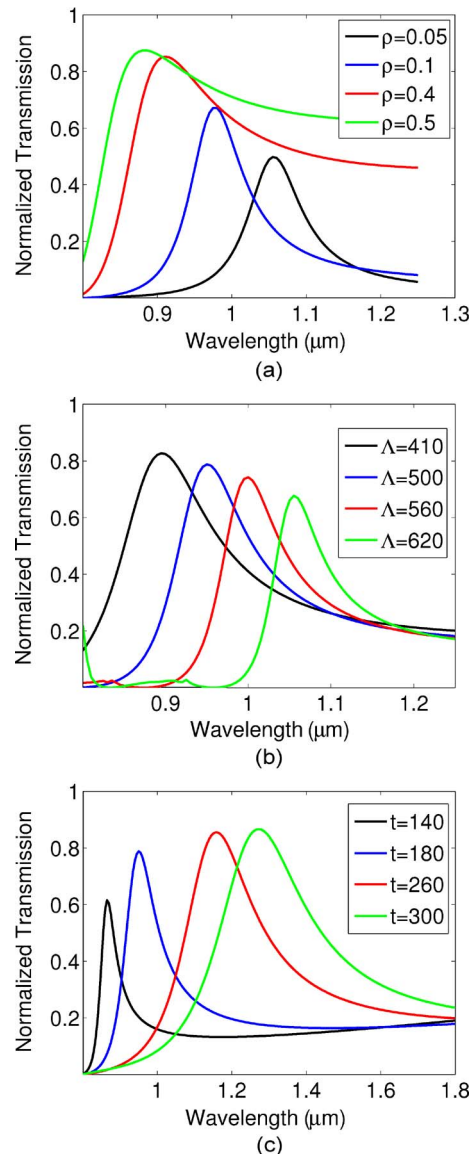 1
0.8
0.6
0.4
0.2
Normalized Transmission
ρ=0.05
ρ=0.1
ρ=0.4
ρ=0.5
0.9 1 1.1 1.2 1.3
Wavelength (μm)
(a)
1
0.8
0.6
0.4
0.2
Normalized Transmission
Λ=410
Λ=500
Λ=560
Λ=620
0.9 1 1.1 1.2
Wavelength (μm)
(b)
1
0.8
0.6
0.4
0.2
Normalized Transmission
t=140
t=180
t=260
t=300
1 1.2 1.4 1.6 1.8
Wavelength (μm)
(c)